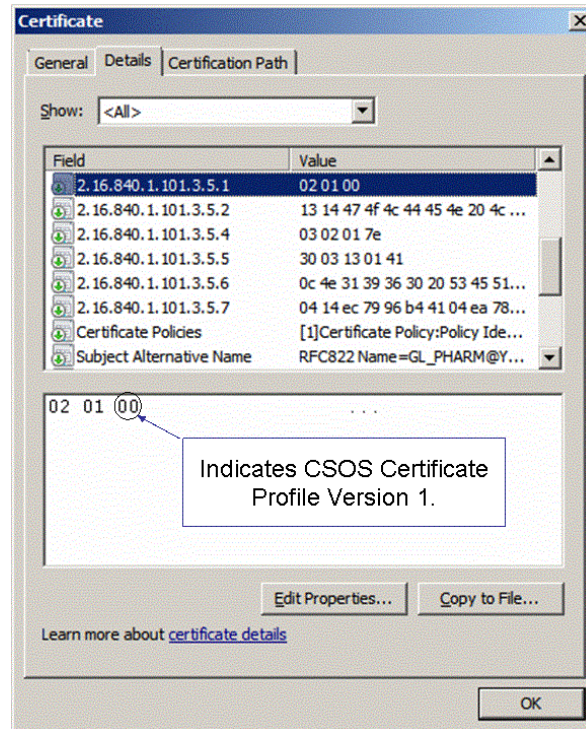 Certificate
General Details Certification Path
Show: <All>
Field Value
2.16.840.1.101.3.5.1 02 01 00
2.16.840.1.101.3.5.2 13 14 47 4f 4c 44 45 4e 20 4c ...
2.16.840.1.101.3.5.4 03 02 01 7e
2.16.840.1.101.3.5.5 30 03 13 01 41
2.16.840.1.101.3.5.6 0c 4e 31 39 36 30 20 53 45 51...
2.16.840.1.101.3.5.7 04 14 ec 79 96 b4 41 04 ea 78...
Certificate Policies [1]Certificate Policy:Policy Ide...
Subject Alternative Name RFC822 Name=GL_PHARM@Y...
02 01 00 ...
Indicates CSOS Certificate
Profile Version 1.
Edit Properties... Copy to File...
Learn more about certificate details
OK